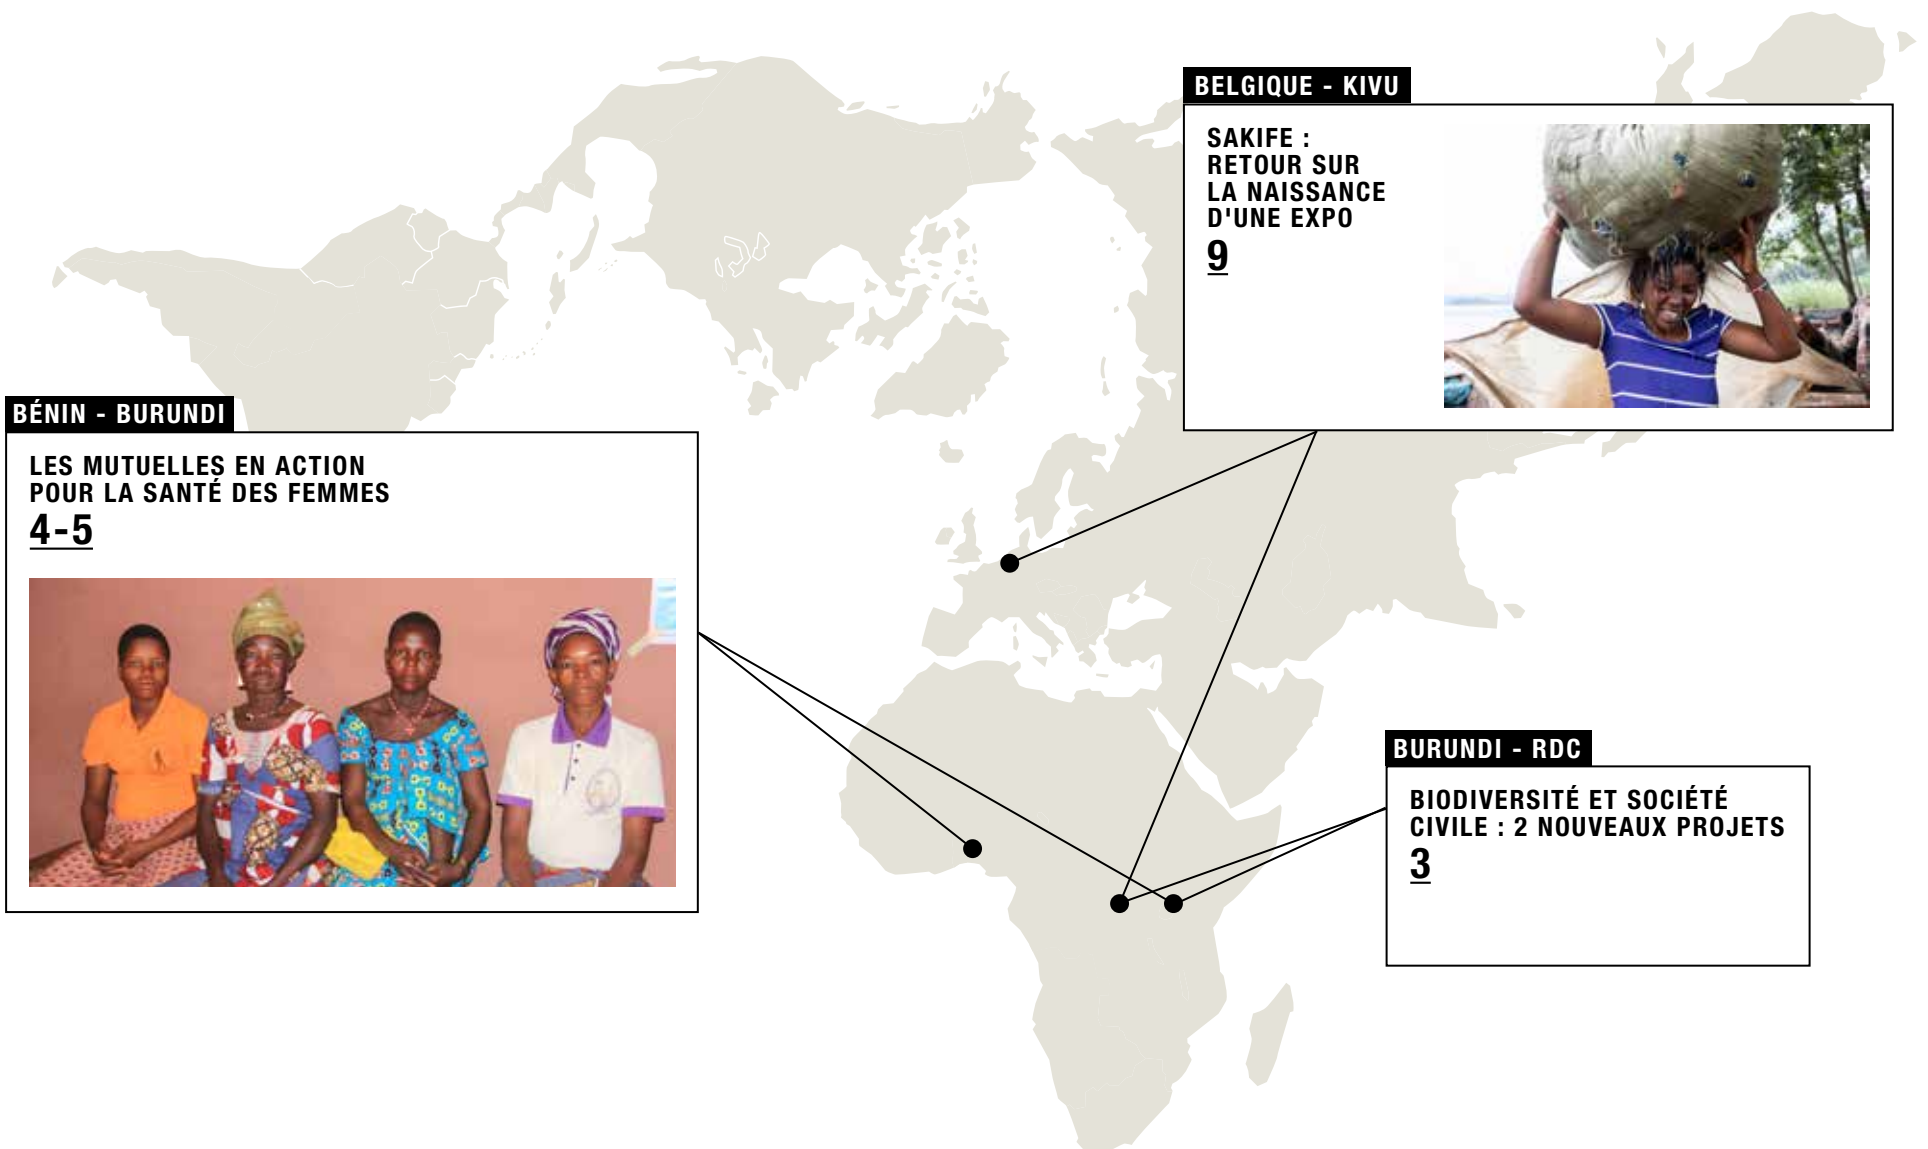 BELGIQUE - KIVU
SAKIFE :
RETOUR SUR
LA NAISSANCE
D'UNE EXPO
9
BÉNIN - BURUNDI
LES MUTUELLES EN ACTION
POUR LA SANTÉ DES FEMMES
4-5
BURUNDI - RDC
BIODIVERSITÉ ET SOCIÉTÉ
CIVILE : 2 NOUVEAUX PROJETS
3